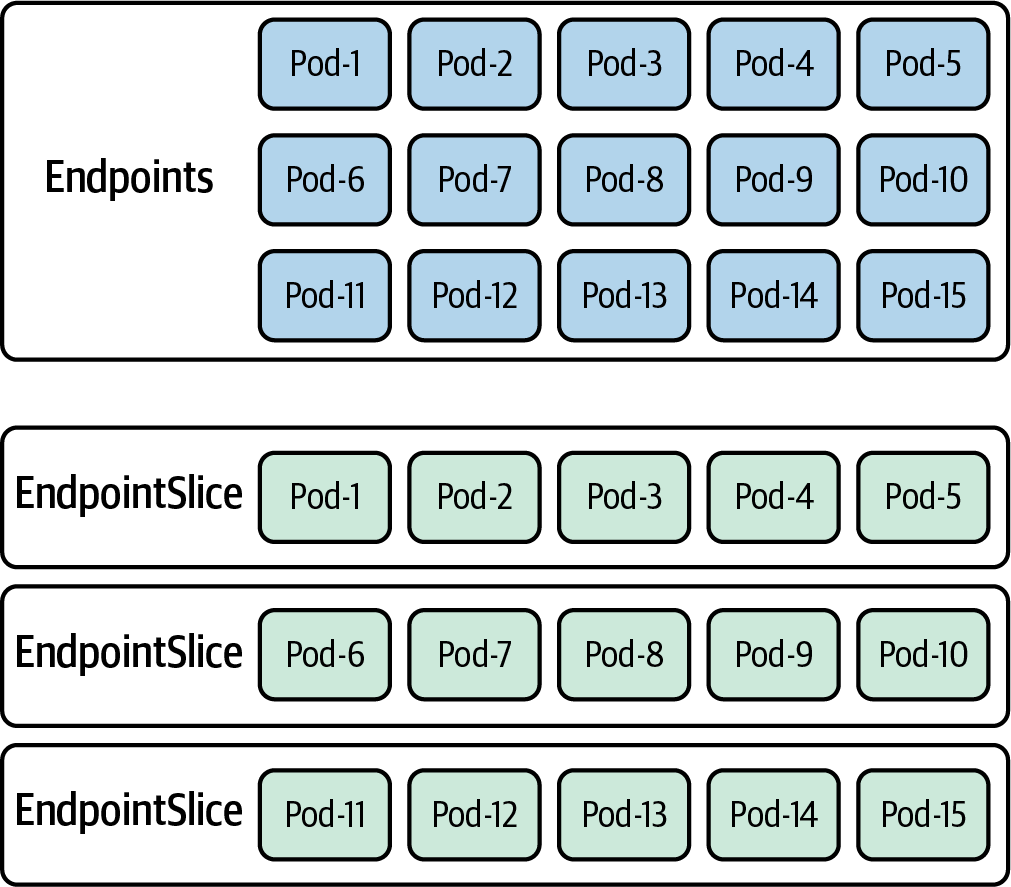 Pod-1 Pod-2 Pod-3 Pod-4 Pod-5
Endpoints Pod-6 Pod-7 Pod-8 Pod-9 Pod-10
Pod-11 Pod-12 Pod-13 Pod-14 Pod-15
EndpointSlice Pod-1 Pod-2 Pod-3 Pod-4 Pod-5
EndpointSlice Pod-6 Pod-7 Pod-8 Pod-9 Pod-10
EndpointSlice Pod-11 Pod-12 Pod-13 Pod-14 Pod-15